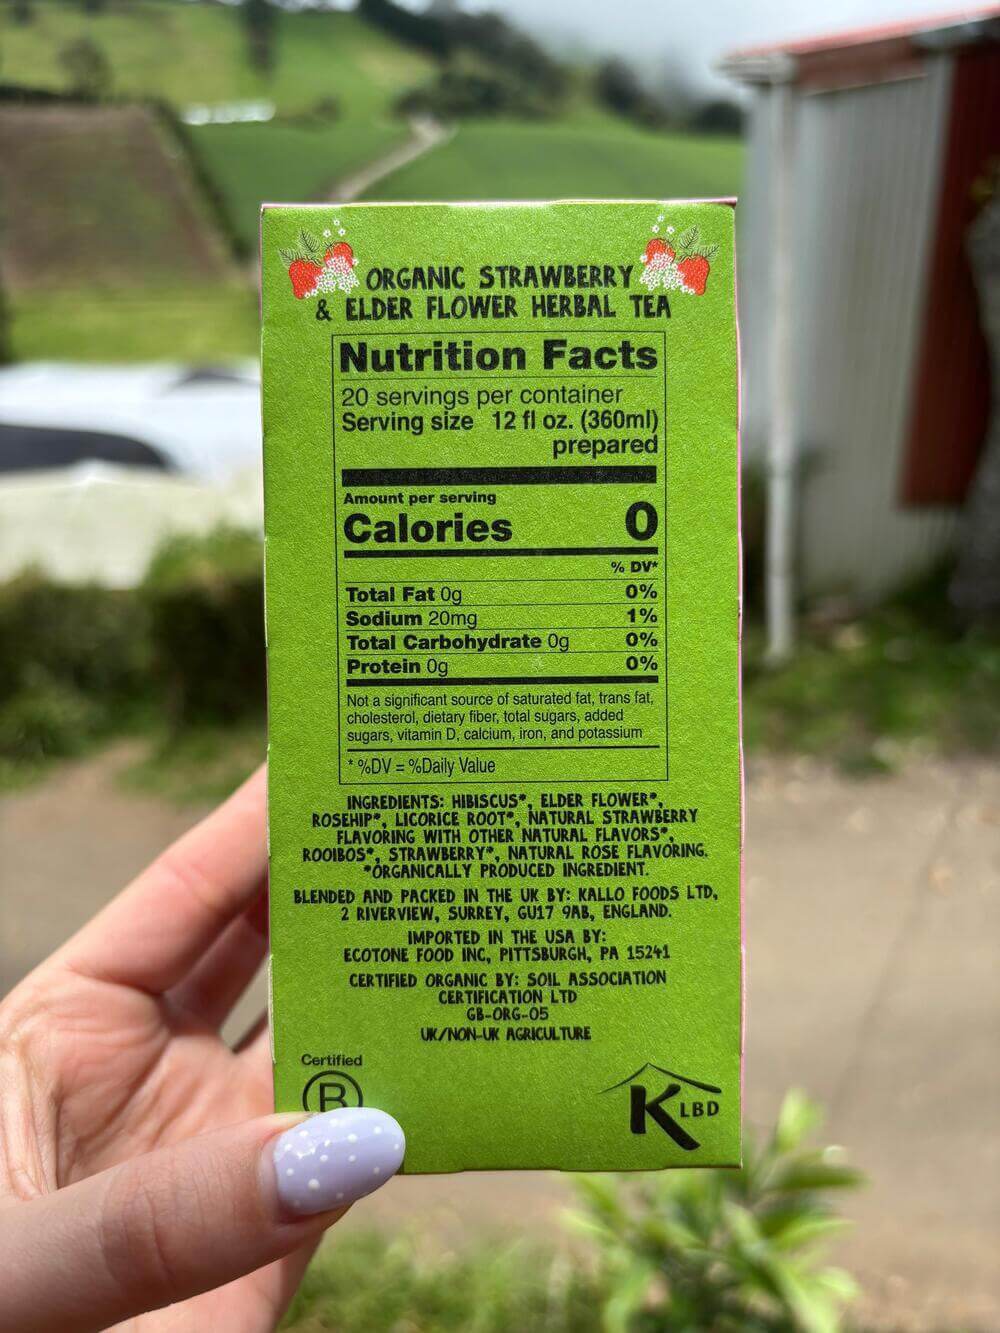 ORGANIC STRAWBERRY
& ELDER FLOWER HERBAL TEA
Nutrition Facts
20 servings per container
Serving size 12 fl oz. (360ml)
prepared
Amount per serving
Calories 0
% DV*
Total Fat 0g 0%
Sodium 20mg 1%
Total Carbohydrate 0g 0%
Protein 0g 0%
Not a significant source of saturated fat, trans fat,
cholesterol, dietary fiber, total sugars, added
sugars, vitamin D, calcium, iron, and potassium
* %DV = %Daily Value
INGREDIENTS: HIBISCUS*, ELDER FLOWER*,
ROSEHIP*, LICORICE ROOT*, NATURAL STRAWBERRY
FLAVORING WITH OTHER NATURAL FLAVORS*,
ROOIBOS*, STRAWBERRY*, NATURAL ROSE FLAVORING.
*ORGANICALLY PRODUCED INGREDIENT.
BLENDED AND PACKED IN THE UK BY: KALLO FOODS LTD,
2 RIVERVIEW, SURREY, GU17 9AB, ENGLAND.
IMPORTED IN THE USA BY:
ECOTONE FOOD INC, PITTSBURGH, PA 15241
CERTIFIED ORGANIC BY: SOIL ASSOCIATION
CERTIFICATION LTD
GB-ORG-05
UK/NON-UK AGRICULTURE
Certified
B
K LBD